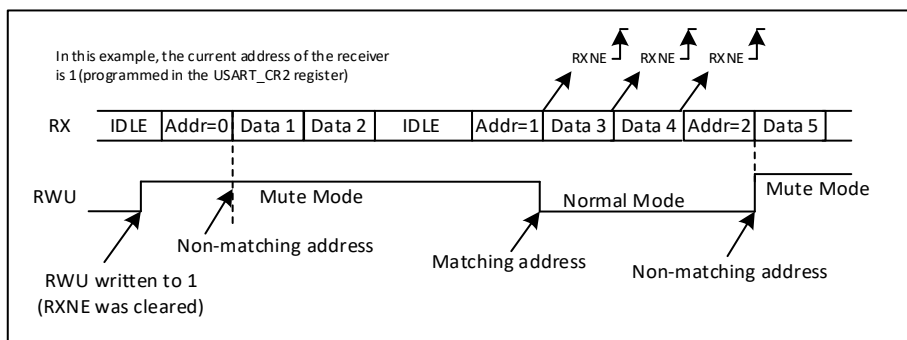 In this example, the current address of the receiver
is 1(programmed in the USART_CR2 register)
RXNE RXNE RXNE
RX IDLE Addr=0 Data 1 Data 2 IDLE Addr=1 Data 3 Data 4 Addr=2 Data 5
RWU Mute Mode Normal Mode Mute Mode
Non-matching address Matching address Non-matching address
RWU written to 1
(RXNE was cleared)